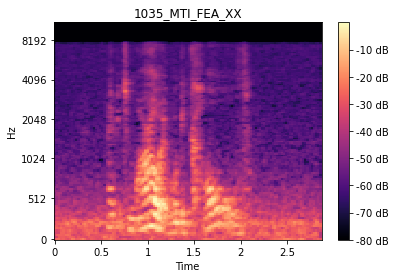 1035_MTI_FEA_XX
8192
4096
2048
1024
512
0
Hz
0
0.5
1
1.5
2
2.5
Time
-10 dB
-20 dB
-30 dB
-40 dB
-50 dB
-60 dB
-70 dB
-80 dB